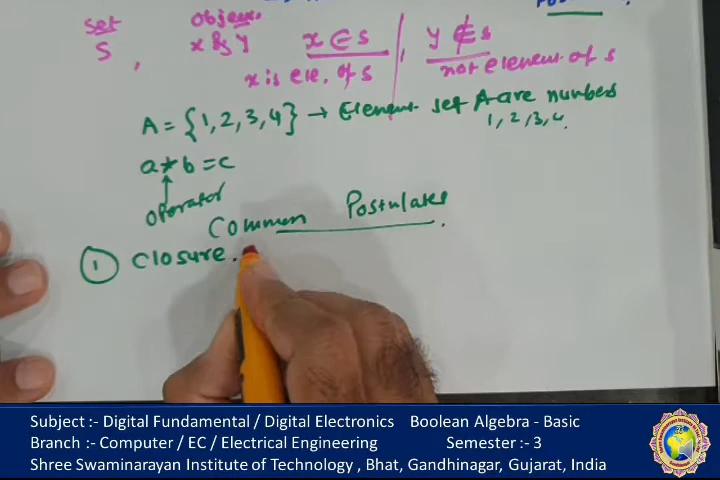 Set Objects.
S , x & y x ∈ s , y ∉ s
x is ele. of s not element of s
A = {1, 2, 3, 4} → Element set A are numbers
1, 2, 3, 4.
a * b = c
operator
Common Postulates.
1 Closure.
Subject :- Digital Fundamental / Digital Electronics Boolean Algebra - Basic
Branch :- Computer / EC / Electrical Engineering Semester :- 3
Shree Swaminarayan Institute of Technology , Bhat, Gandhinagar, Gujarat, India